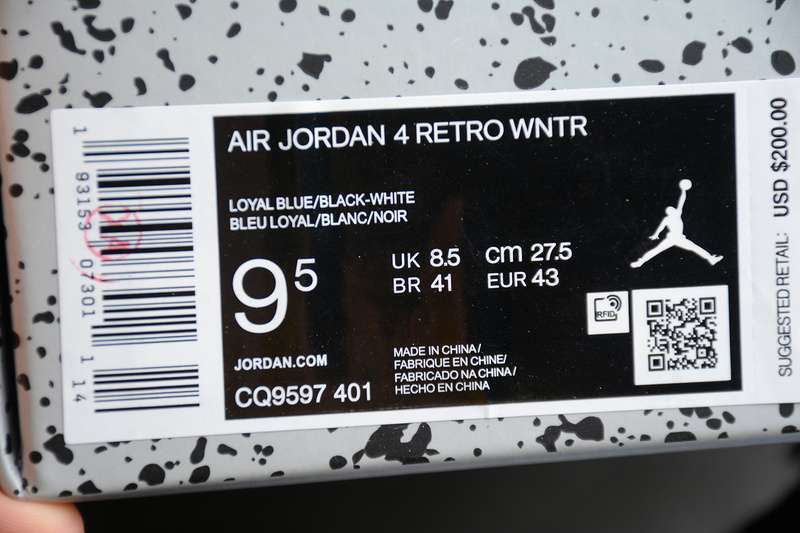 AIR JORDAN 4 RETRO WNTR
LOYAL BLUE/BLACK-WHITE
BLEU LOYAL/BLANC/NOIR
9 5
UK 8.5 cm 27.5
BR 41 EUR 43
RFID
JORDAN.COM
CQ9597 401
MADE IN CHINA /
FABRIQUE EN CHINE/
FABRICADO NA CHINA /
HECHO EN CHINA
1 93153 07301 1 14
SUGGESTED RETAIL: USD $200.00